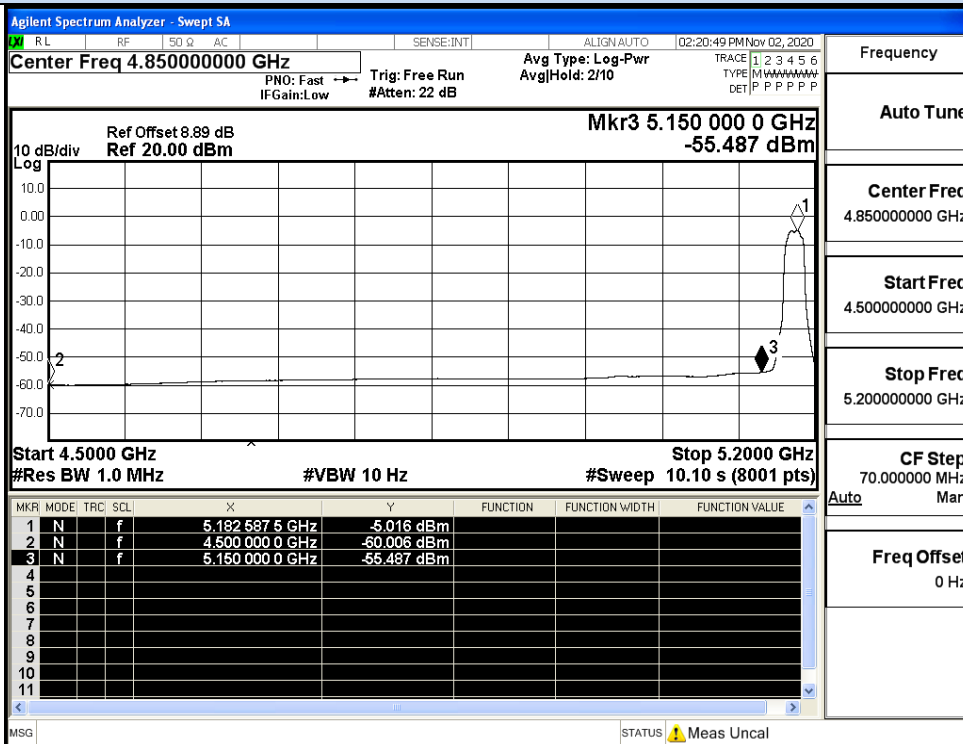 Agilent Spectrum Analyzer - Swept SA
LXI RL RF 50 Ω AC SENSE:INT ALIGN AUTO 02:20:49 PM Nov 02, 2020
Center Freq 4.850000000 GHz
PNO: Fast
IFGain:Low
Trig: Free Run
#Atten: 22 dB
Avg Type: Log-Pwr
Avg|Hold: 2/10
TRACE 1 2 3 4 5 6
TYPE M
DET P P P P P P
Ref Offset 8.89 dB
Ref 20.00 dBm
10 dB/div
Log
Mkr3 5.150 000 0 GHz
-55.487 dBm
10.0
0.00
-10.0
-20.0
-30.0
-40.0
-50.0
-60.0
-70.0
1
2
3
Start 4.5000 GHz Stop 5.2000 GHz
#Res BW 1.0 MHz #VBW 10 Hz #Sweep 10.10 s (8001 pts)
MKR MODE TRC SCL X Y FUNCTION FUNCTION WIDTH FUNCTION VALUE
1 N f 5.182 587 5 GHz -5.016 dBm
2 N f 4.500 000 0 GHz -60.006 dBm
3 N f 5.150 000 0 GHz -55.487 dBm
4
5
6
7
8
9
10
11
MSG STATUS Meas Uncal
Frequency
Auto Tune
Center Freq
4.850000000 GHz
Start Freq
4.500000000 GHz
Stop Freq
5.200000000 GHz
CF Step
70.000000 MHz
Auto Man
Freq Offset
0 Hz